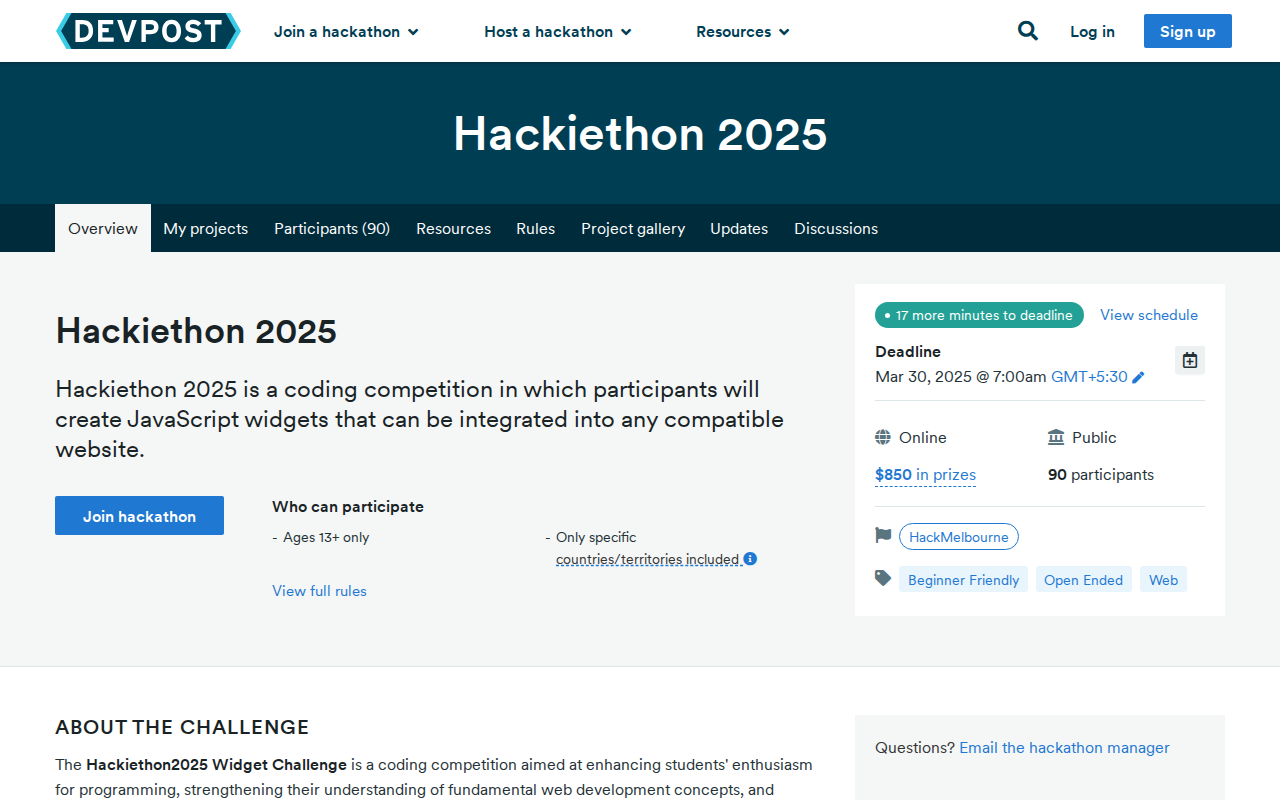 DEVPOST
Join a hackathon
Host a hackathon
Resources
Log in
Sign up
Hackiethon 2025
Overview
My projects
Participants (90)
Resources
Rules
Project gallery
Updates
Discussions
Hackiethon 2025
Hackiethon 2025 is a coding competition in which participants will
create JavaScript widgets that can be integrated into any compatible
website.
Join hackathon
Who can participate
- Ages 13+ only
- Only specific
countries/territories included
View full rules
17 more minutes to deadline
View schedule
Deadline
Mar 30, 2025 @ 7:00am GMT+5:30
Online
Public
$850 in prizes
90 participants
HackMelbourne
Beginner Friendly
Open Ended
Web
ABOUT THE CHALLENGE
The Hackiethon2025 Widget Challenge is a coding competition aimed at enhancing students' enthusiasm
for programming, strengthening their understanding of fundamental web development concepts, and
Questions? Email the hackathon manager